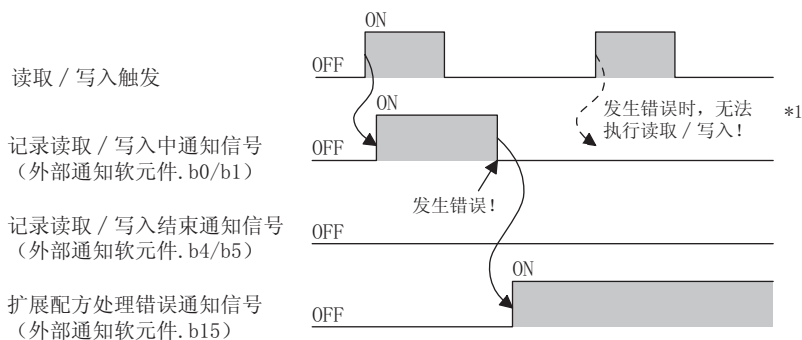 ON
OFF
读取／写入触发
发生错误时，无法
执行读取／写入！
*1
ON
记录读取／写入中通知信号
（外部通知软元件.b0/b1）
OFF
发生错误！
记录读取／写入结束通知信号
（外部通知软元件.b4/b5）
OFF
ON
扩展配方处理错误通知信号
（外部通知软元件.b15）
OFF